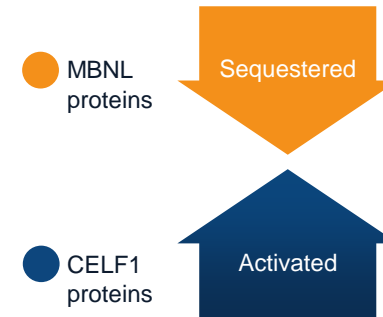 MBNL
proteins
Sequestered
CELF1
proteins
Activated